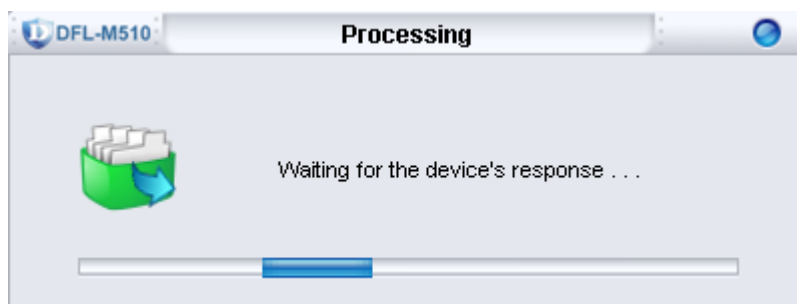 DFL-M510
Processing
Waiting for the device's response . . .